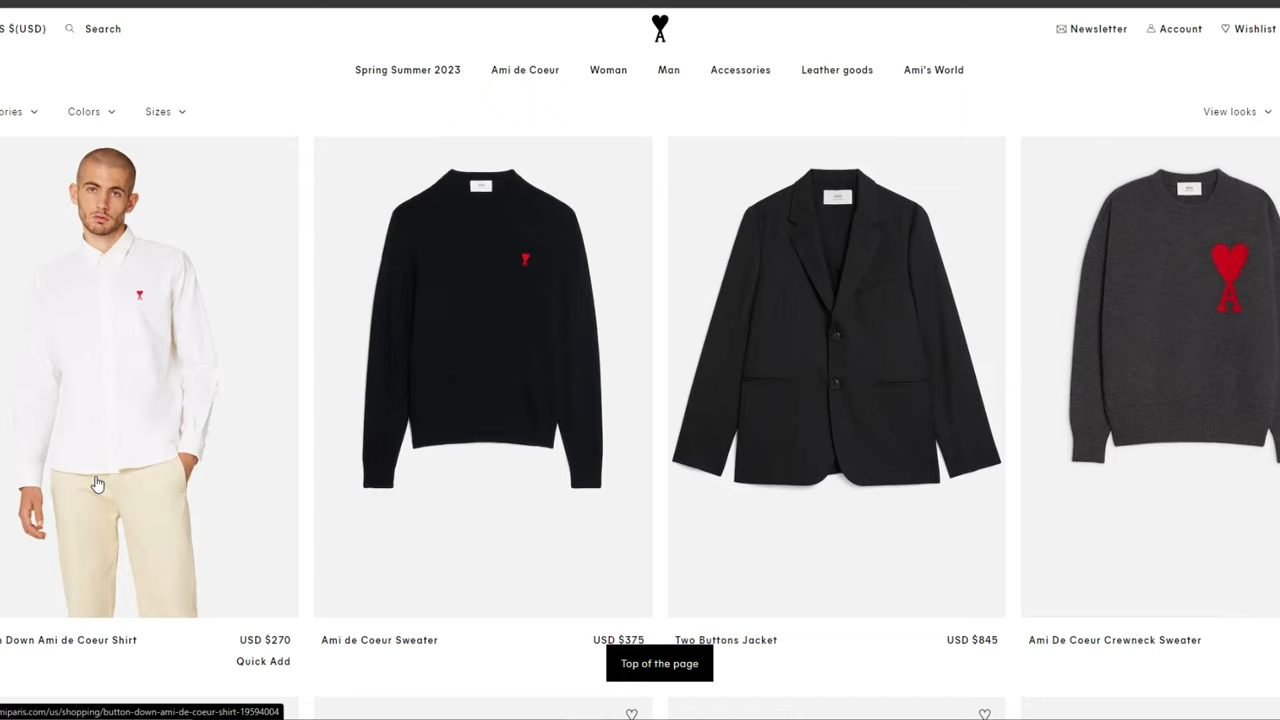 S $(USD)
Search
Newsletter
Account
Wishlist
Spring Summer 2023
Ami de Coeur
Woman
Man
Accessories
Leather goods
Ami's World
ories
Colors
Sizes
View looks
n Down Ami de Coeur Shirt
USD $270
Quick Add
Ami de Coeur Sweater
USD $375
Two Buttons Jacket
USD $845
Ami De Coeur Crewneck Sweater
Top of the page
miparis.com/us/shopping/button-down-ami-de-coeur-shirt-19594004